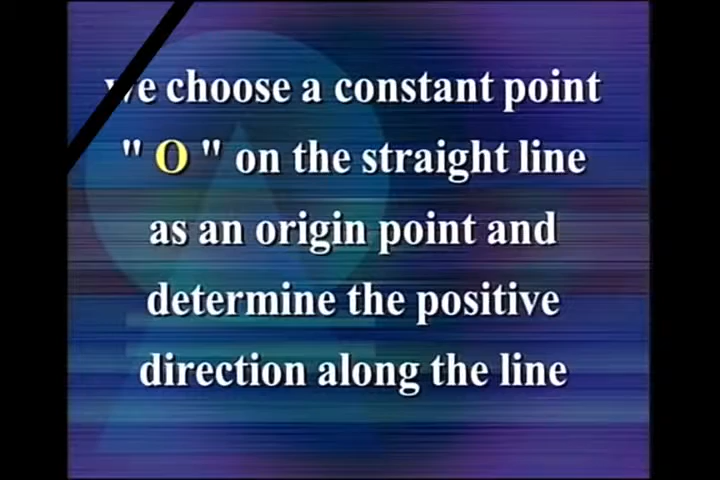 we choose a constant point
" O " on the straight line
as an origin point and
determine the positive
direction along the line